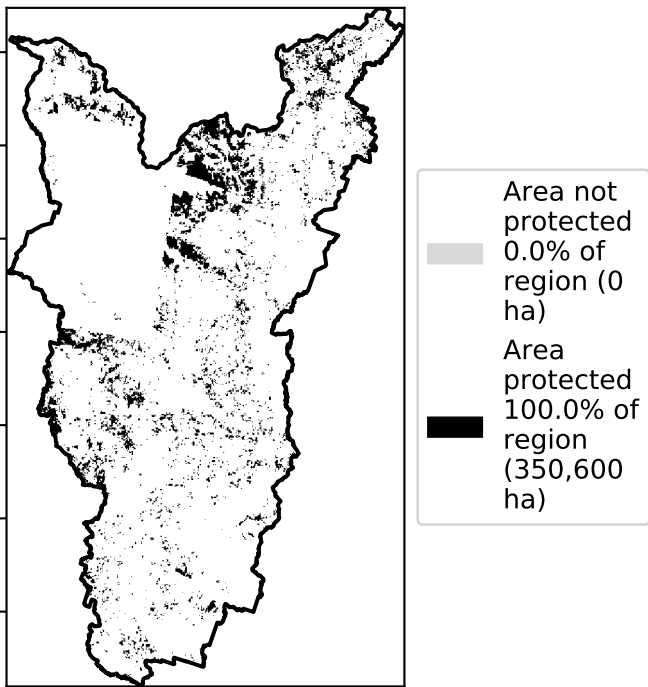 Area not
protected
0.0% of
region (0
ha)
Area
protected
100.0% of
region
(350,600
ha)